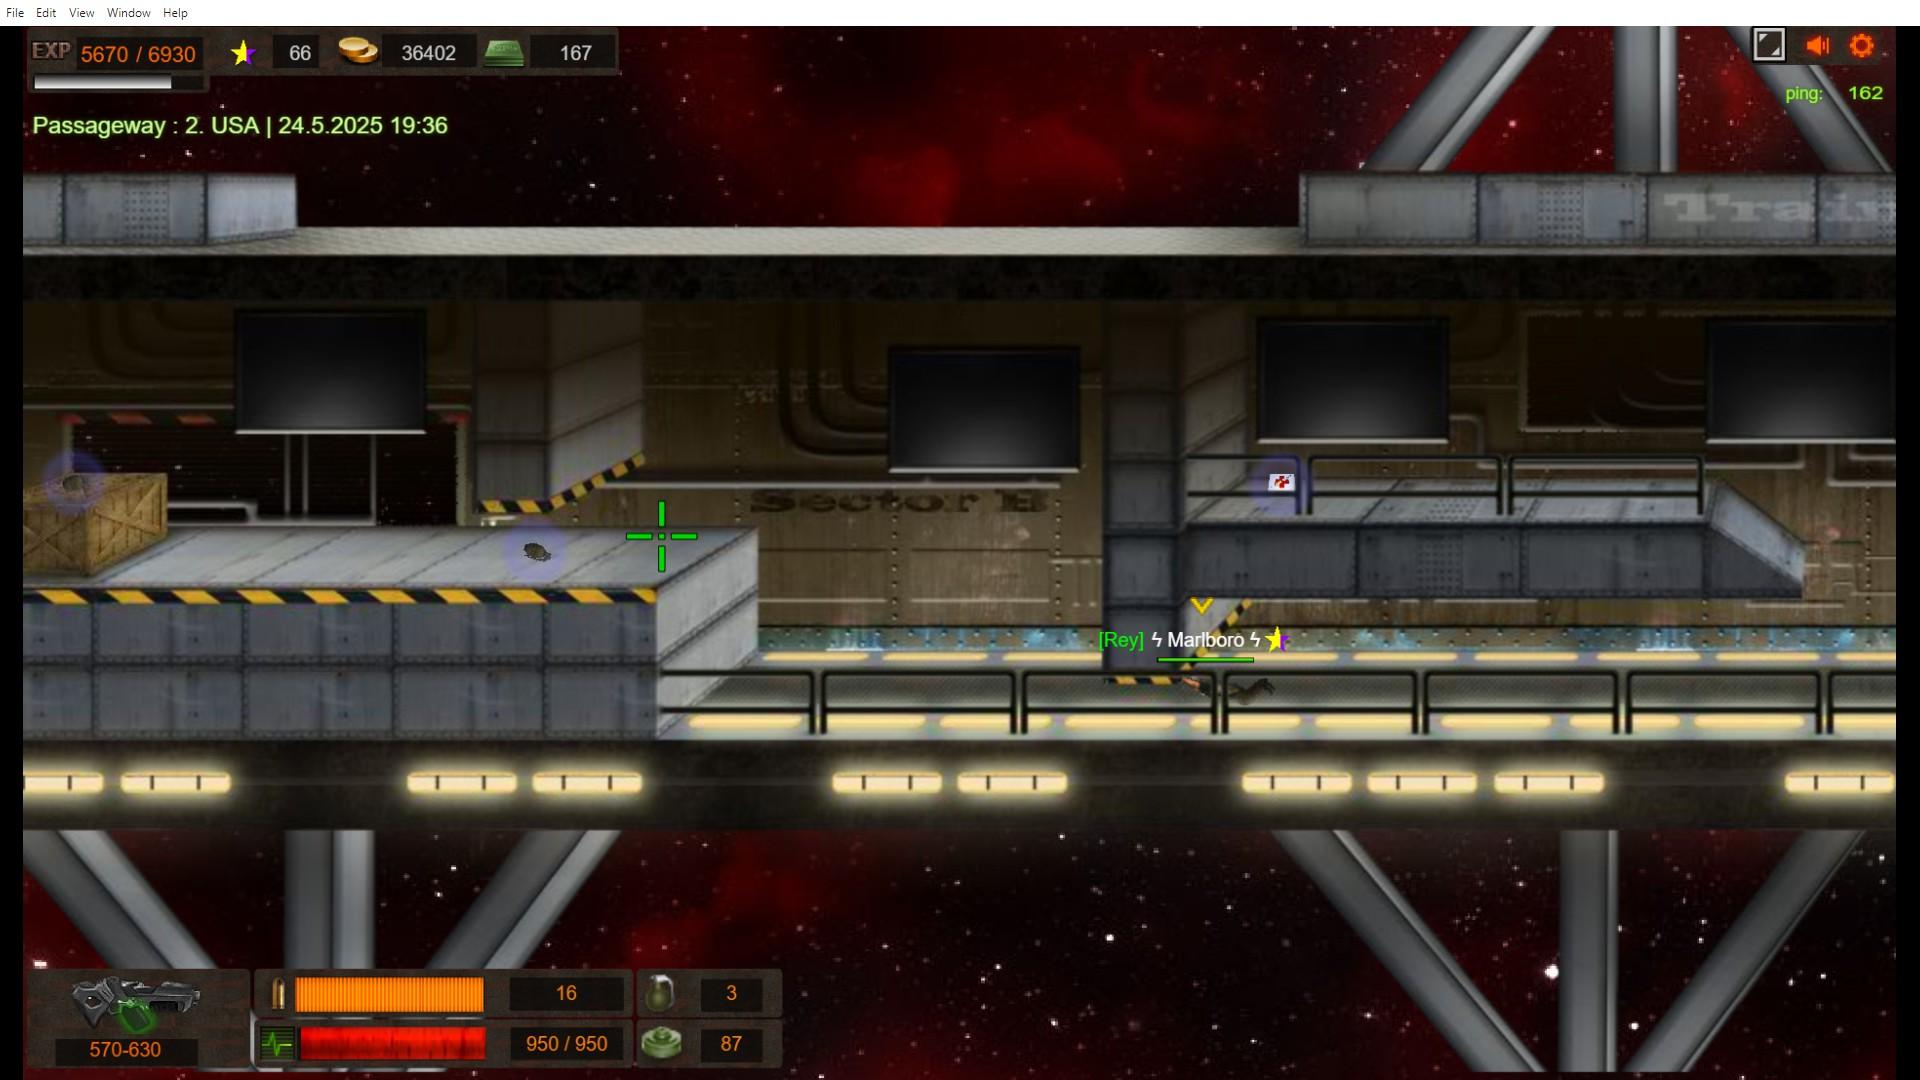 File Edit View Window Help
EXP 5670 / 6930 66 36402 167
ping: 162
Passageway : 2. USA | 24.5.2025 19:36
Sector B
[Rey] ϟ Marlboro ϟ
16 3
570-630 950 / 950 87